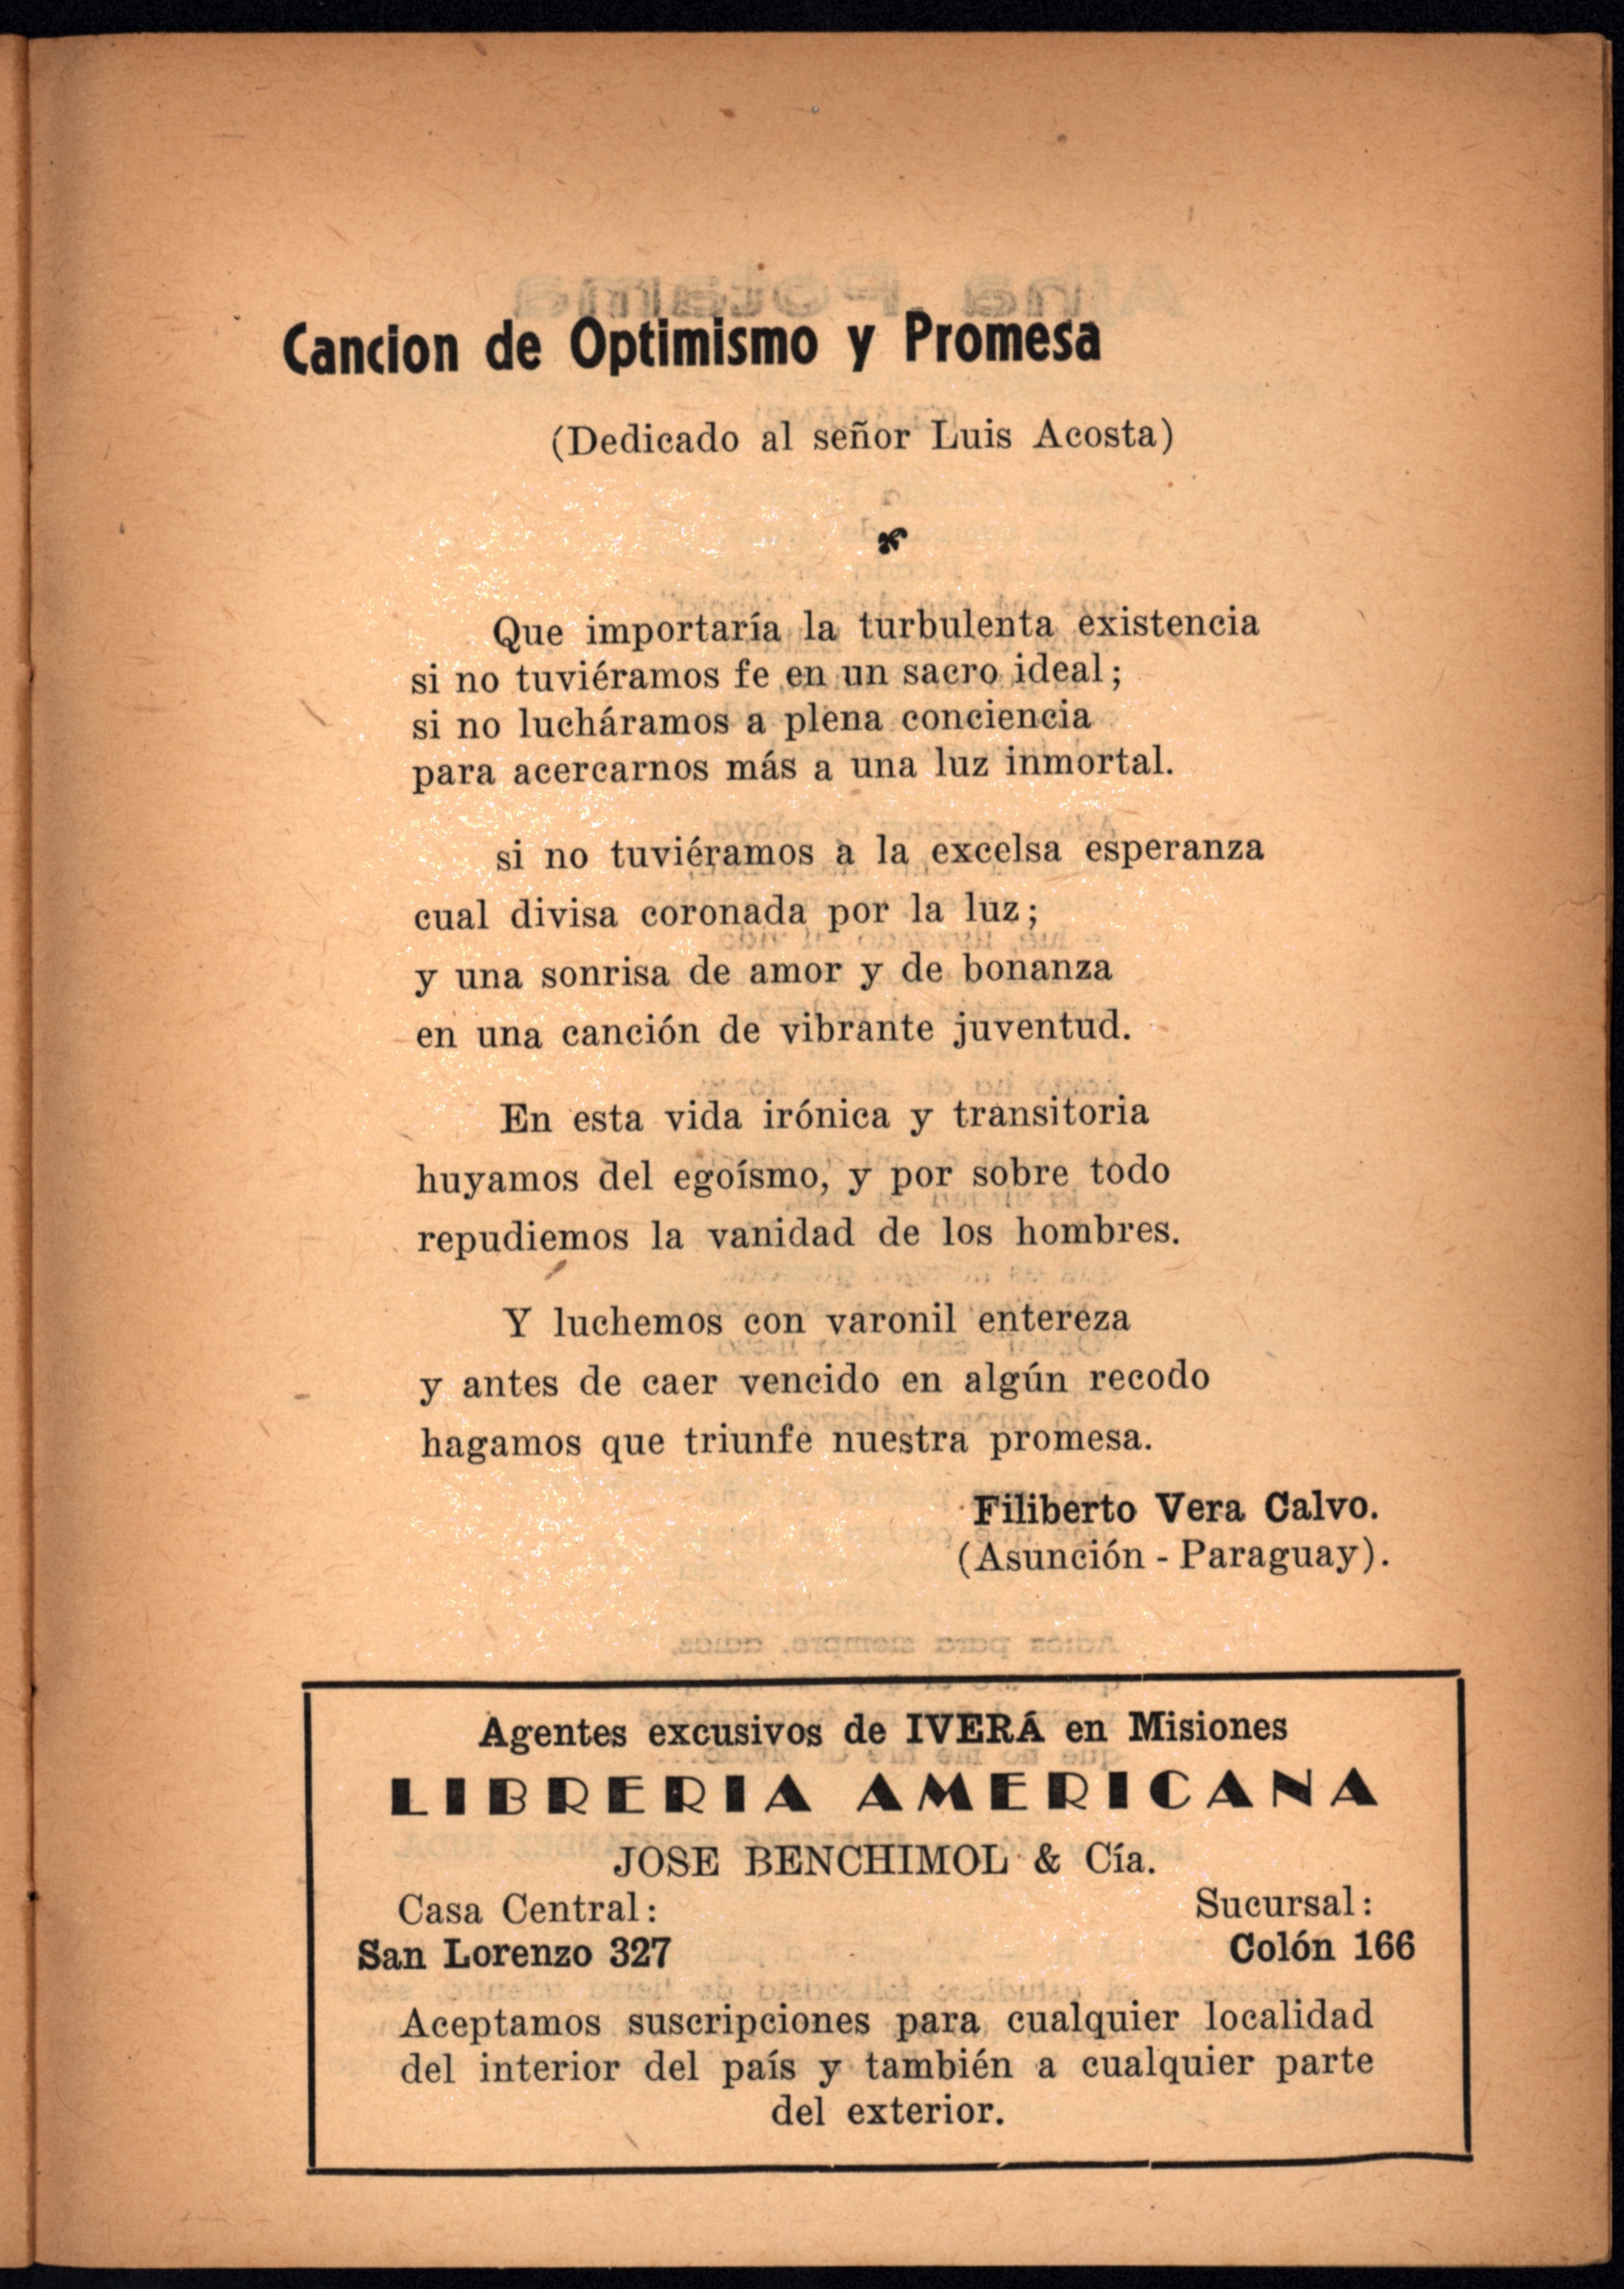 Cancion de Optimismo y Promesa
(Dedicado al señor Luis Acosta)
Que importaría la turbulenta existencia
si no tuviéramos fe en un sacro ideal;
si no lucháramos a plena conciencia
para acercarnos más a una luz inmortal.
si no tuviéramos a la excelsa esperanza
cual divisa coronada por la luz;
y una sonrisa de amor y de bonanza
en una canción de vibrante juventud.
En esta vida irónica y transitoria
huyamos del egoísmo, y por sobre todo
repudiemos la vanidad de los hombres.
Y luchemos con varonil entereza
y antes de caer vencido en algún recodo
hagamos que triunfe nuestra promesa.
Filiberto Vera Calvo.
(Asunción - Paraguay).
Agentes excusivos de IVERÁ en Misiones
LIBRERIA AMERICANA
JOSE BENCHIMOL & Cía.
Casa Central: Sucursal:
San Lorenzo 327 Colón 166
Aceptamos suscripciones para cualquier localidad
del interior del país y también a cualquier parte
del exterior.